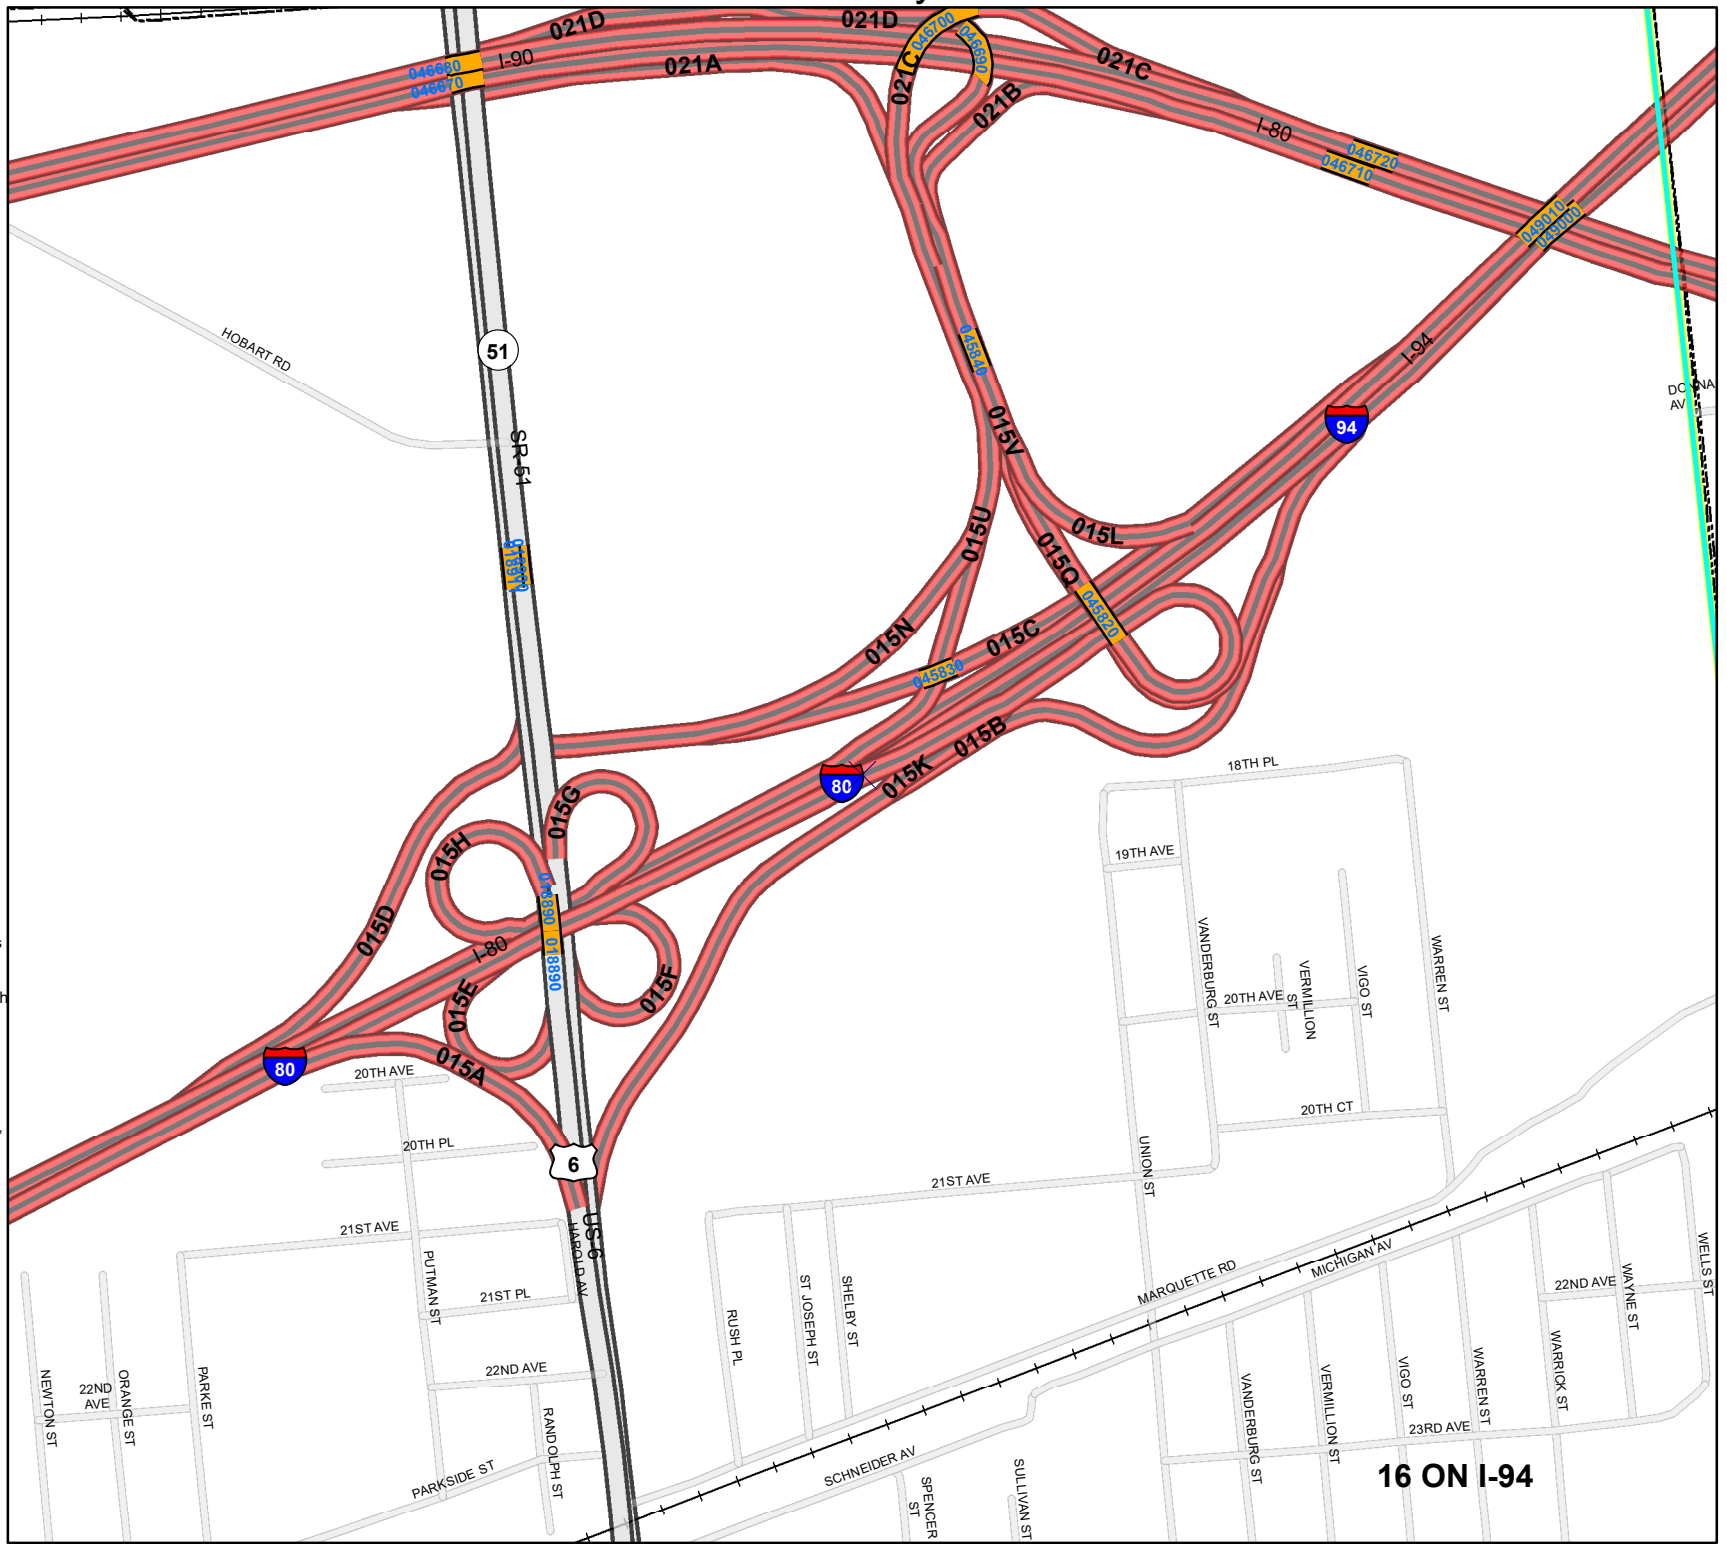 021D
021D
046700
046690
I-90
046680
046670
021A
021C
021C
021B
I-80
046720
046710
049010
049000
HOBART RD
51
045840
I-94
94
SR 51
015V
015U
015L
015Q
045820
015N
015C
045830
015B
015K
80
015G
015H
018890
018890
015D
I-80
015E
015F
015A
80
6
US-6
HAROLD AV
18TH PL
19TH AVE
VANDERBURG ST
WARREN ST
VERMILLION
ST
VIGO ST
20TH AVE
20TH CT
UNION ST
21ST AVE
20TH AVE
20TH PL
21ST AVE
PUTMAN ST
21ST PL
22ND AVE
NEWTON ST
22ND
AVE
ORANGE ST
PARKE ST
RANDOLPH ST
PARKSIDE ST
RUSH PL
ST JOSEPH ST
SHELBY ST
MARQUETTE RD
MICHIGAN AV
SCHNEIDER AV
SPENCER
ST
SULLIVAN ST
VANDERBURG ST
VERMILLION ST
VIGO ST
WARREN ST
WARRICK ST
22ND AVE
WAYNE ST
WELLS ST
23RD AVE
16 ON I-94